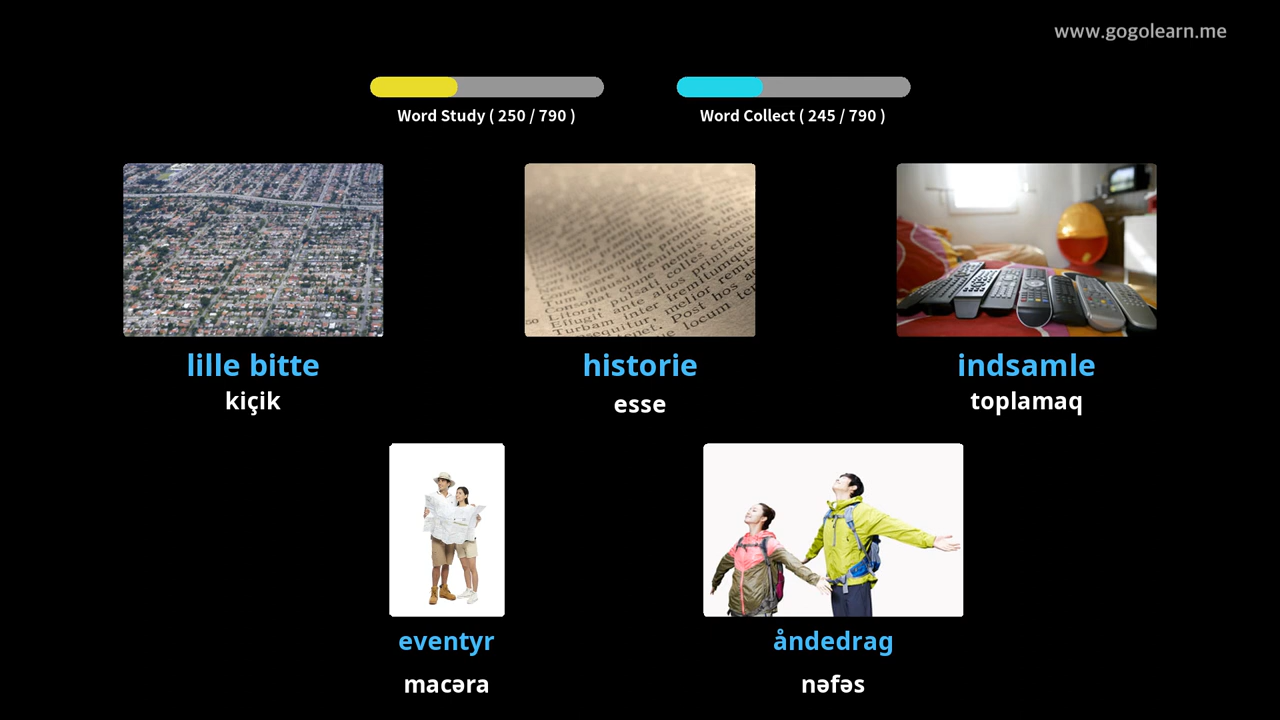 www.gogolearn.me
Word Study ( 250 / 790 )
Word Collect ( 245 / 790 )
lille bitte
kiçik
historie
esse
indsamle
toplamaq
eventyr
macəra
åndedrag
nəfəs